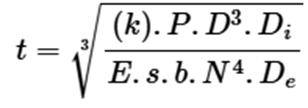 t = ∛((k).P.D³.Dᵢ / E.s.b.N⁴.Dₑ)